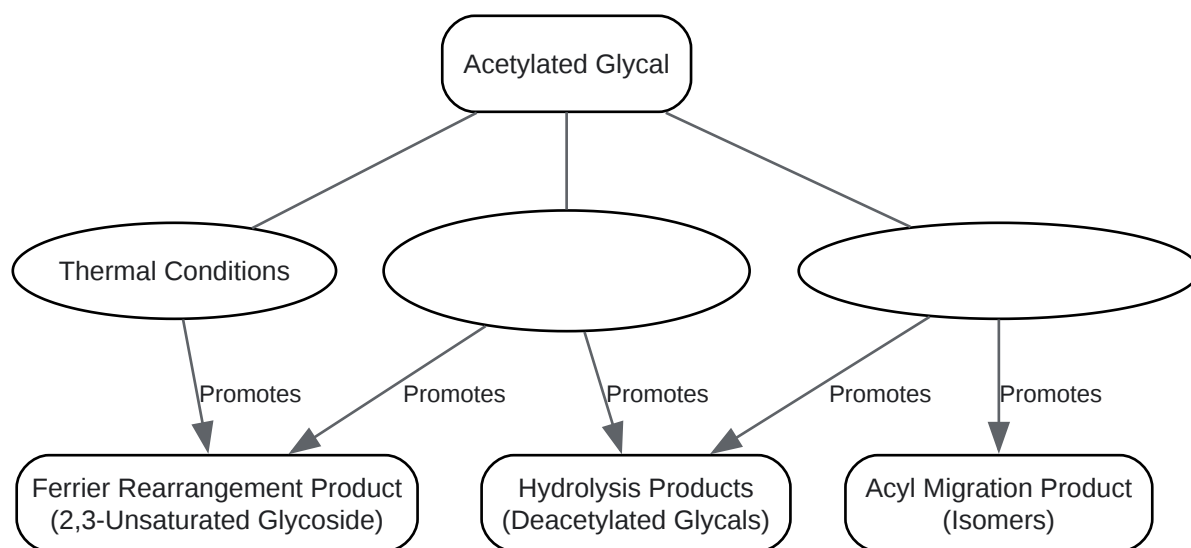 Acetylated Glycal
Thermal Conditions
Promotes
Promotes
Promotes
Promotes
Promotes
Ferrier Rearrangement Product
(2,3-Unsaturated Glycoside)
Hydrolysis Products
(Deacetylated Glycals)
Acyl Migration Product
(Isomers)